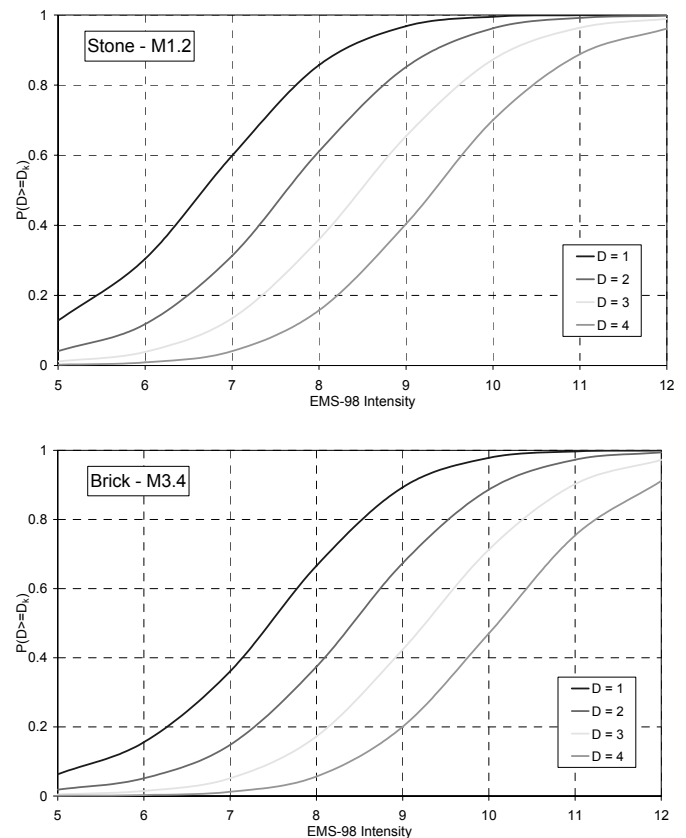 Stone - M1.2
P(D>=Dk)
1
0.8
0.6
0.4
0.2
0
5 6 7 8 9 10 11 12
EMS-98 Intensity
D = 1
D = 2
D = 3
D = 4
Brick - M3.4
P(D>=Dk)
1
0.8
0.6
0.4
0.2
0
5 6 7 8 9 10 11 12
EMS-98 Intensity
D = 1
D = 2
D = 3
D = 4